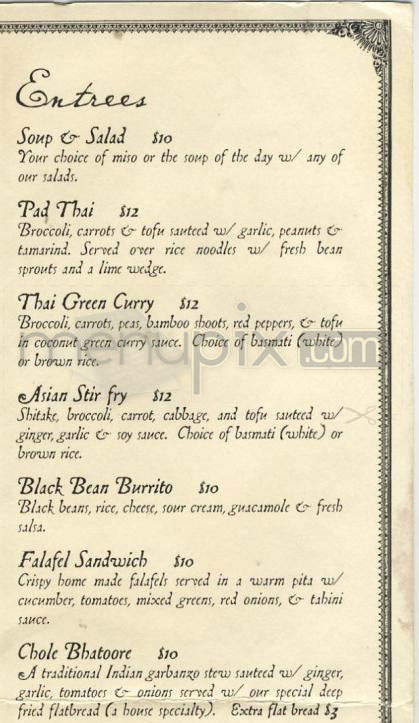 Entrees
Soup & Salad $10
Your choice of miso or the soup of the day w/ any of
our salads.
Pad Thai $12
Broccoli, carrots & tofu sauteed w/ garlic, peanuts &
tamarind. Served over rice noodles w/ fresh bean
sprouts and a lime wedge.
Thai Green Curry $12
Broccoli, carrots, peas, bamboo shoots, red peppers, & tofu
in coconut green curry sauce. Choice of basmati (white)
or brown rice.
menupix.com
Asian Stir fry $12
Shitake, broccoli, carrot, cabbage, and tofu sauteed w/
ginger, garlic & soy sauce. Choice of basmati (white) or
brown rice.
Black Bean Burrito $10
Black beans, rice, cheese, sour cream, guacamole & fresh
salsa.
Falafel Sandwich $10
Crispy home made falafels served in a warm pita w/
cucumber, tomatoes, mixed greens, red onions, & tahini
sauce.
Chole Bhatoore $10
A traditional Indian garbanzo stew sauteed w/ ginger,
garlic, tomatoes & onions served w/ our special deep
fried flatbread (a house specialty). Extra flat bread $3